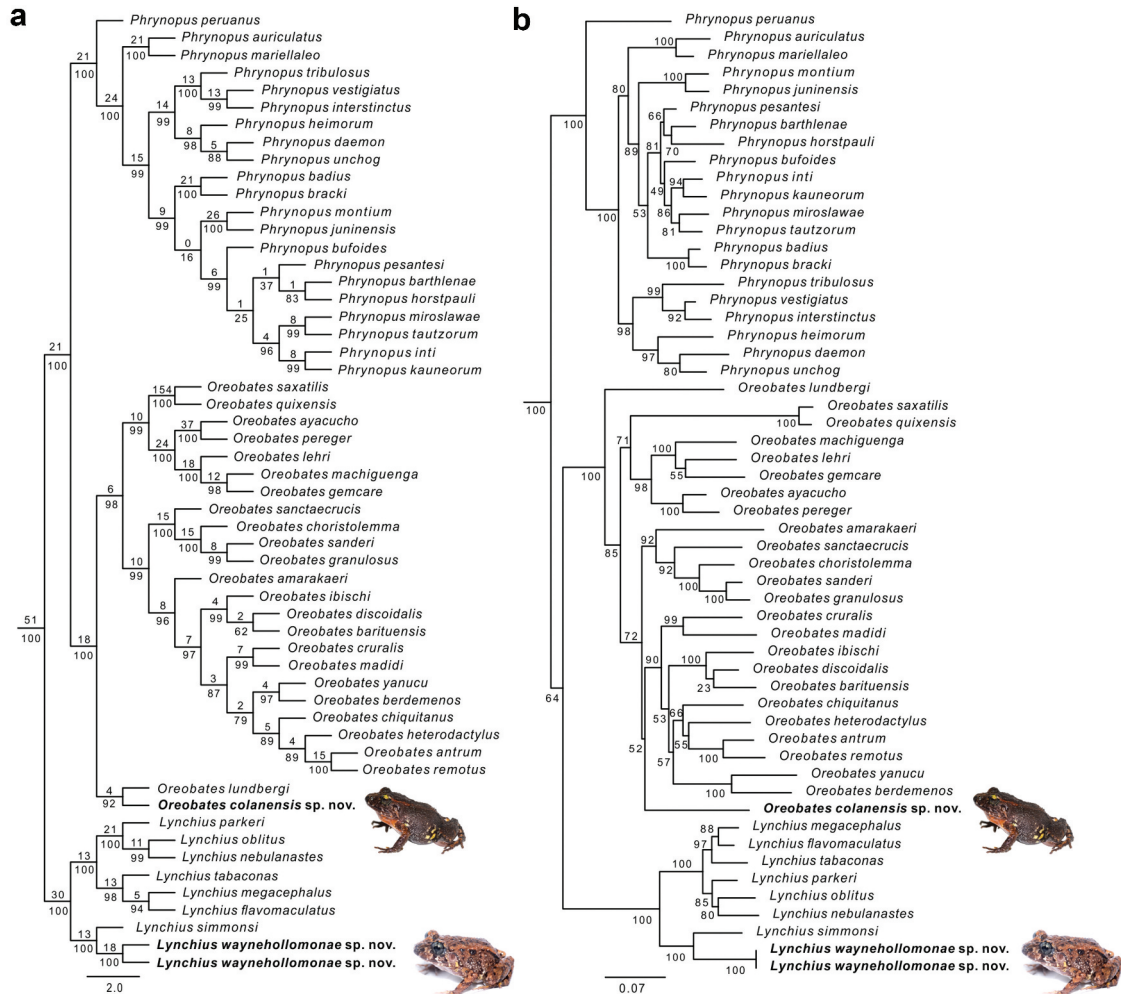 a
Phrynopus peruanus
21
100
21
100
Phrynopus auriculatus
Phrynopus mariellaleo
24
100
13
100
Phrynopus tribulosus
13
99
Phrynopus vestigiatus
Phrynopus interstinctus
14
99
8
98
Phrynopus heimorum
5
88
Phrynopus daemon
Phrynopus unchog
15
99
21
100
Phrynopus badius
Phrynopus bracki
9
99
26
100
Phrynopus montium
Phrynopus juninensis
0
16
Phrynopus bufoides
6
99
1
37
Phrynopus pesantesi
1
83
Phrynopus barthlenae
Phrynopus horstpauli
1
25
8
99
Phrynopus miroslawae
Phrynopus tautzorum
4
96
8
99
Phrynopus inti
Phrynopus kauneorum
21
100
154
100
Oreobates saxatilis
Oreobates quixensis
10
99
37
100
Oreobates ayacucho
Oreobates pereger
24
100
18
100
Oreobates lehri
12
98
Oreobates machiguenga
Oreobates gemcare
6
98
15
100
Oreobates sanctaecrucis
15
100
Oreobates choristolemma
8
99
Oreobates sanderi
Oreobates granulosus
10
99
8
96
Oreobates amarakaeri
4
99
Oreobates ibischi
2
62
Oreobates discoidalis
Oreobates barituensis
7
97
7
99
Oreobates cruralis
Oreobates madidi
3
87
4
97
Oreobates yanucu
Oreobates berdemenos
2
79
5
89
Oreobates chiquitanus
4
89
Oreobates heterodactylus
15
100
Oreobates antrum
Oreobates remotus
51
100
18
100
4
92
Oreobates lundbergi
Oreobates colanensis sp. nov.
21
100
Lynchius parkeri
11
99
Lynchius oblitus
Lynchius nebulanastes
13
100
13
98
Lynchius tabaconas
5
94
Lynchius megacephalus
Lynchius flavomaculatus
30
100
13
100
Lynchius simmonsi
18
100
Lynchius waynehollomonae sp. nov.
Lynchius waynehollomonae sp. nov.
2.0
b
Phrynopus peruanus
100
100
Phrynopus auriculatus
Phrynopus mariellaleo
80
100
Phrynopus montium
Phrynopus juninensis
89
66
Phrynopus pesantesi
70
Phrynopus barthlenae
Phrynopus horstpauli
81
49
Phrynopus bufoides
94
Phrynopus inti
Phrynopus kauneorum
86
81
Phrynopus miroslawae
Phrynopus tautzorum
53
100
Phrynopus badius
Phrynopus bracki
100
99
Phrynopus tribulosus
92
Phrynopus vestigiatus
Phrynopus interstinctus
98
97
Phrynopus heimorum
80
Phrynopus daemon
Phrynopus unchog
100
Oreobates lundbergi
100
71
100
Oreobates saxatilis
Oreobates quixensis
98
100
Oreobates machiguenga
55
Oreobates lehri
Oreobates gemcare
100
Oreobates ayacucho
Oreobates pereger
85
92
Oreobates amarakaeri
92
Oreobates sanctaecrucis
100
Oreobates choristolemma
100
Oreobates sanderi
Oreobates granulosus
72
99
Oreobates cruralis
Oreobates madidi
90
100
Oreobates ibischi
23
Oreobates discoidalis
Oreobates barituensis
53
66
Oreobates chiquitanus
55
Oreobates heterodactylus
100
Oreobates antrum
Oreobates remotus
57
100
Oreobates yanucu
Oreobates berdemenos
52
Oreobates colanensis sp. nov.
64
88
Lynchius megacephalus
Lynchius flavomaculatus
97
Lynchius tabaconas
100
85
Lynchius parkeri
80
Lynchius oblitus
Lynchius nebulanastes
100
100
Lynchius simmonsi
100
Lynchius waynehollomonae sp. nov.
Lynchius waynehollomonae sp. nov.
0.07